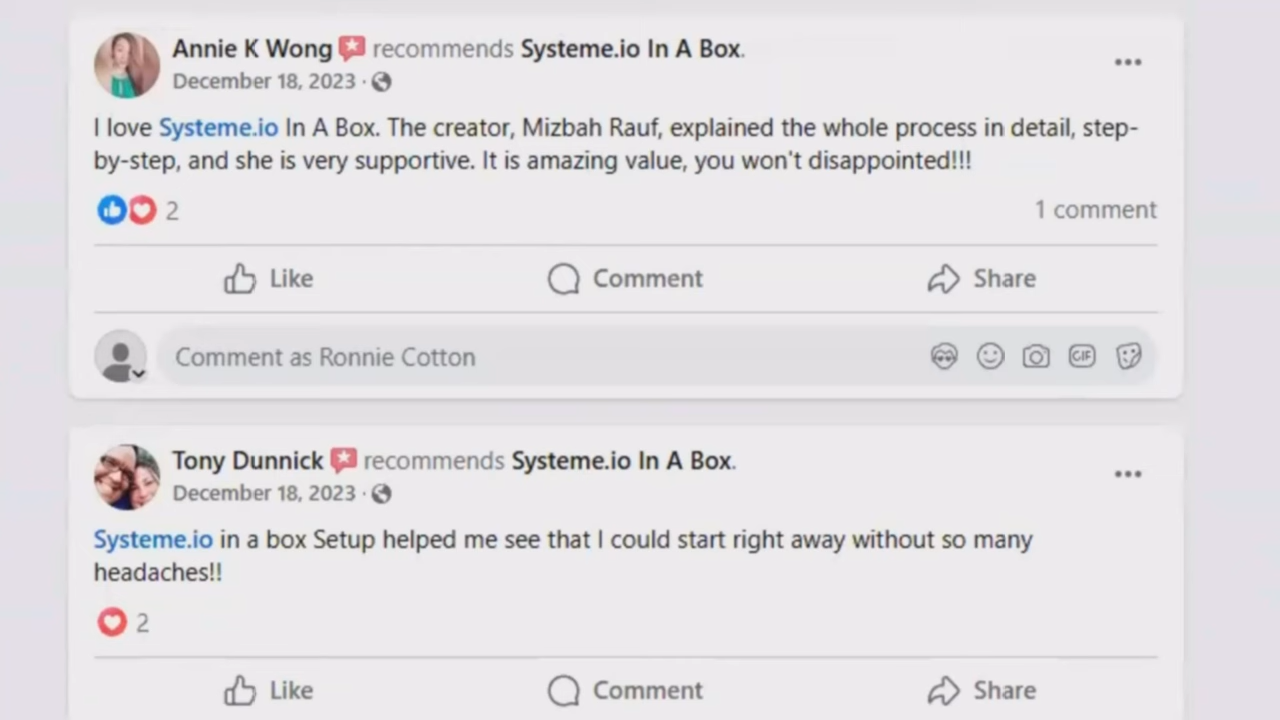 Annie K Wong recommends Systeme.io In A Box.
December 18, 2023 ·
I love Systeme.io In A Box. The creator, Mizbah Rauf, explained the whole process in detail, step-
by-step, and she is very supportive. It is amazing value, you won't disappointed!!!
2
1 comment
Like
Comment
Share
Comment as Ronnie Cotton
GIF
Tony Dunnick recommends Systeme.io In A Box.
December 18, 2023 ·
Systeme.io in a box Setup helped me see that I could start right away without so many
headaches!!
2
Like
Comment
Share